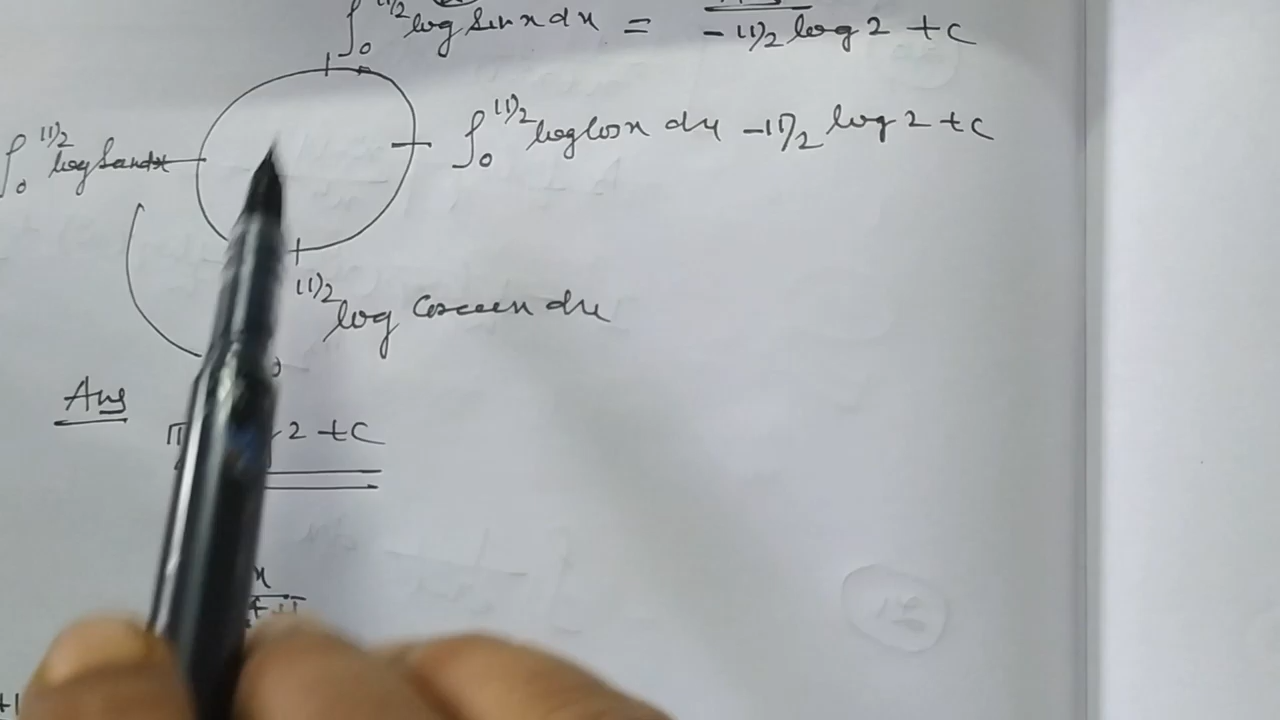 ∫₀^π/2 log sin x dx = -π/2 log 2 + c
∫₀^π/2 log cos x dx -π/2 log 2 + c
∫₀^π/2 log
π/2 log cosec x dx
Ans
2 + c
x
+1